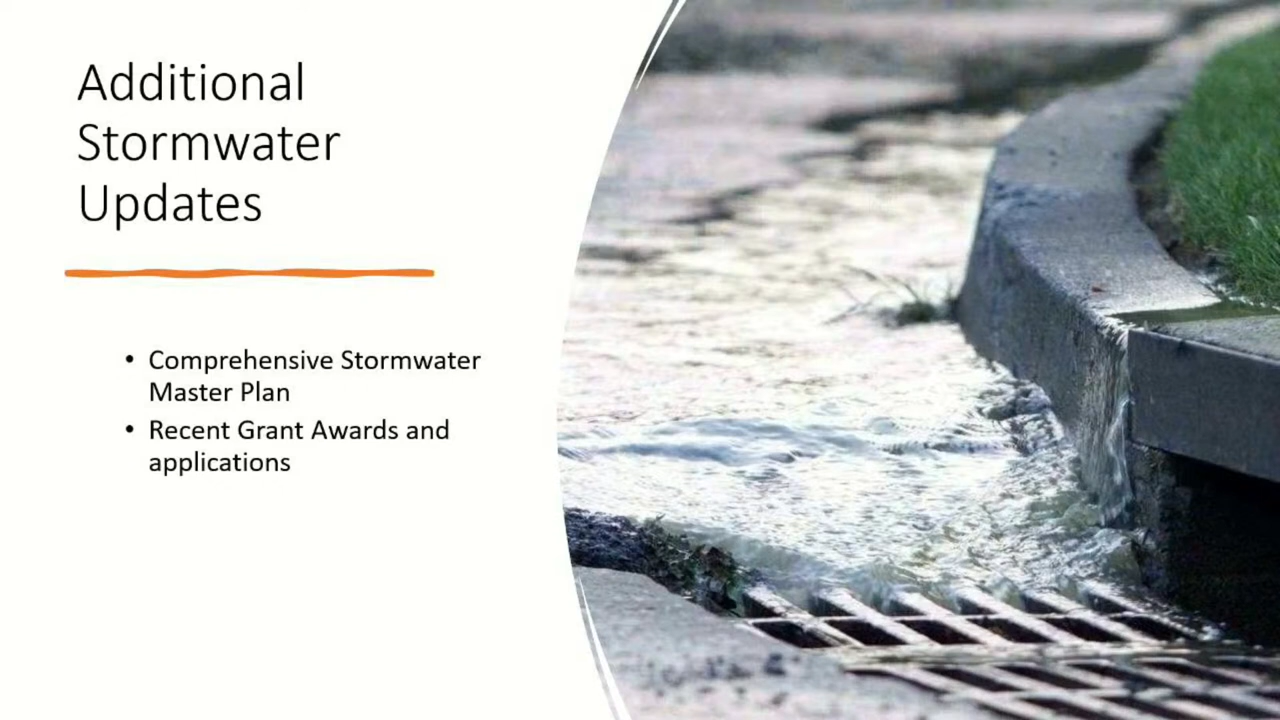 Additional
Stormwater
Updates
• Comprehensive Stormwater
Master Plan
• Recent Grant Awards and
applications